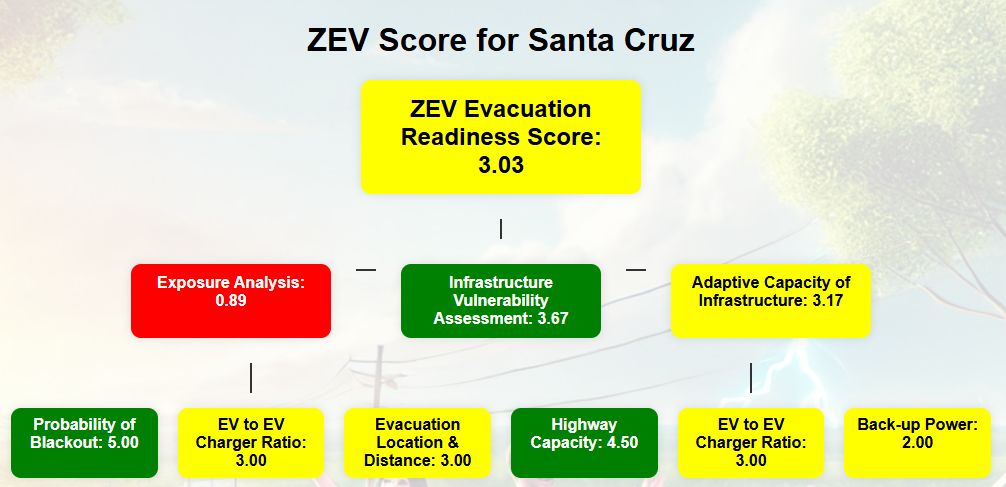 ZEV Score for Santa Cruz
ZEV Evacuation
Readiness Score:
3.03
Exposure Analysis:
0.89
Infrastructure
Vulnerability
Assessment: 3.67
Adaptive Capacity of
Infrastructure: 3.17
Probability of
Blackout: 5.00
EV to EV
Charger Ratio:
3.00
Evacuation
Location &
Distance: 3.00
Highway
Capacity: 4.50
EV to EV
Charger Ratio:
3.00
Back-up Power:
2.00